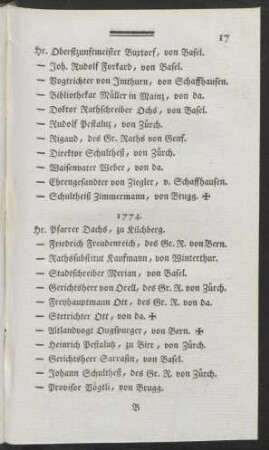 17
Hr. Oberstzunftmeister Buxtorf, von Basel.
— Joh. Rudolf Forkard, von Basel.
— Vogtrichter von Imthurn, von Schaffhausen.
— Bibliothekar Müller in Mainz, von da.
— Doktor Rathschreiber Ochs, von Basel.
— Rudolf Pestaluz, von Zürch.
— Rigaud, des Gr. Raths von Genf.
— Direktor Schultheß, von Zürch.
— Waisenvater Weber, von da.
— Ehrengesandter von Ziegler, v. Schaffhausen.
— Schultheiß Zimmermann, von Brugg. ✠
1774.
Hr. Pfarrer Dachs, zu Kilchberg.
— Friedrich Freudenreich, des Gr. R. von Bern.
— Rathssubstitut Kaufmann, von Winterthur.
— Stadtschreiber Merian, von Basel.
— Gerichtsherr von Orell, des Gr. R. von Zürch.
— Freyhauptmann Ott, des Gr. R. von da.
— Stetrichter Ott, von da. ✠
— Altlandvogt Ougspurger, von Bern. ✠
— Heinrich Pestaluz, zu Birr, von Zürch.
— Gerichtsherr Sarrasin, von Basel.
— Johann Schultheß, des Gr. R. von Zürch.
— Provisor Vögtli, von Brugg.
B